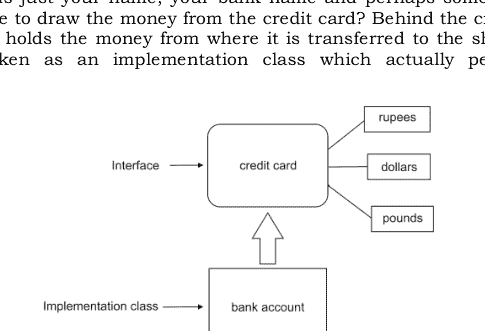 is just your name, your bank name and perhaps some
e to draw the money from the credit card? Behind the c
holds the money from where it is transferred to the sh
ken as an implementation class which actually pe
rupees
Interface
credit card
dollars
pounds
Implementation class
bank account